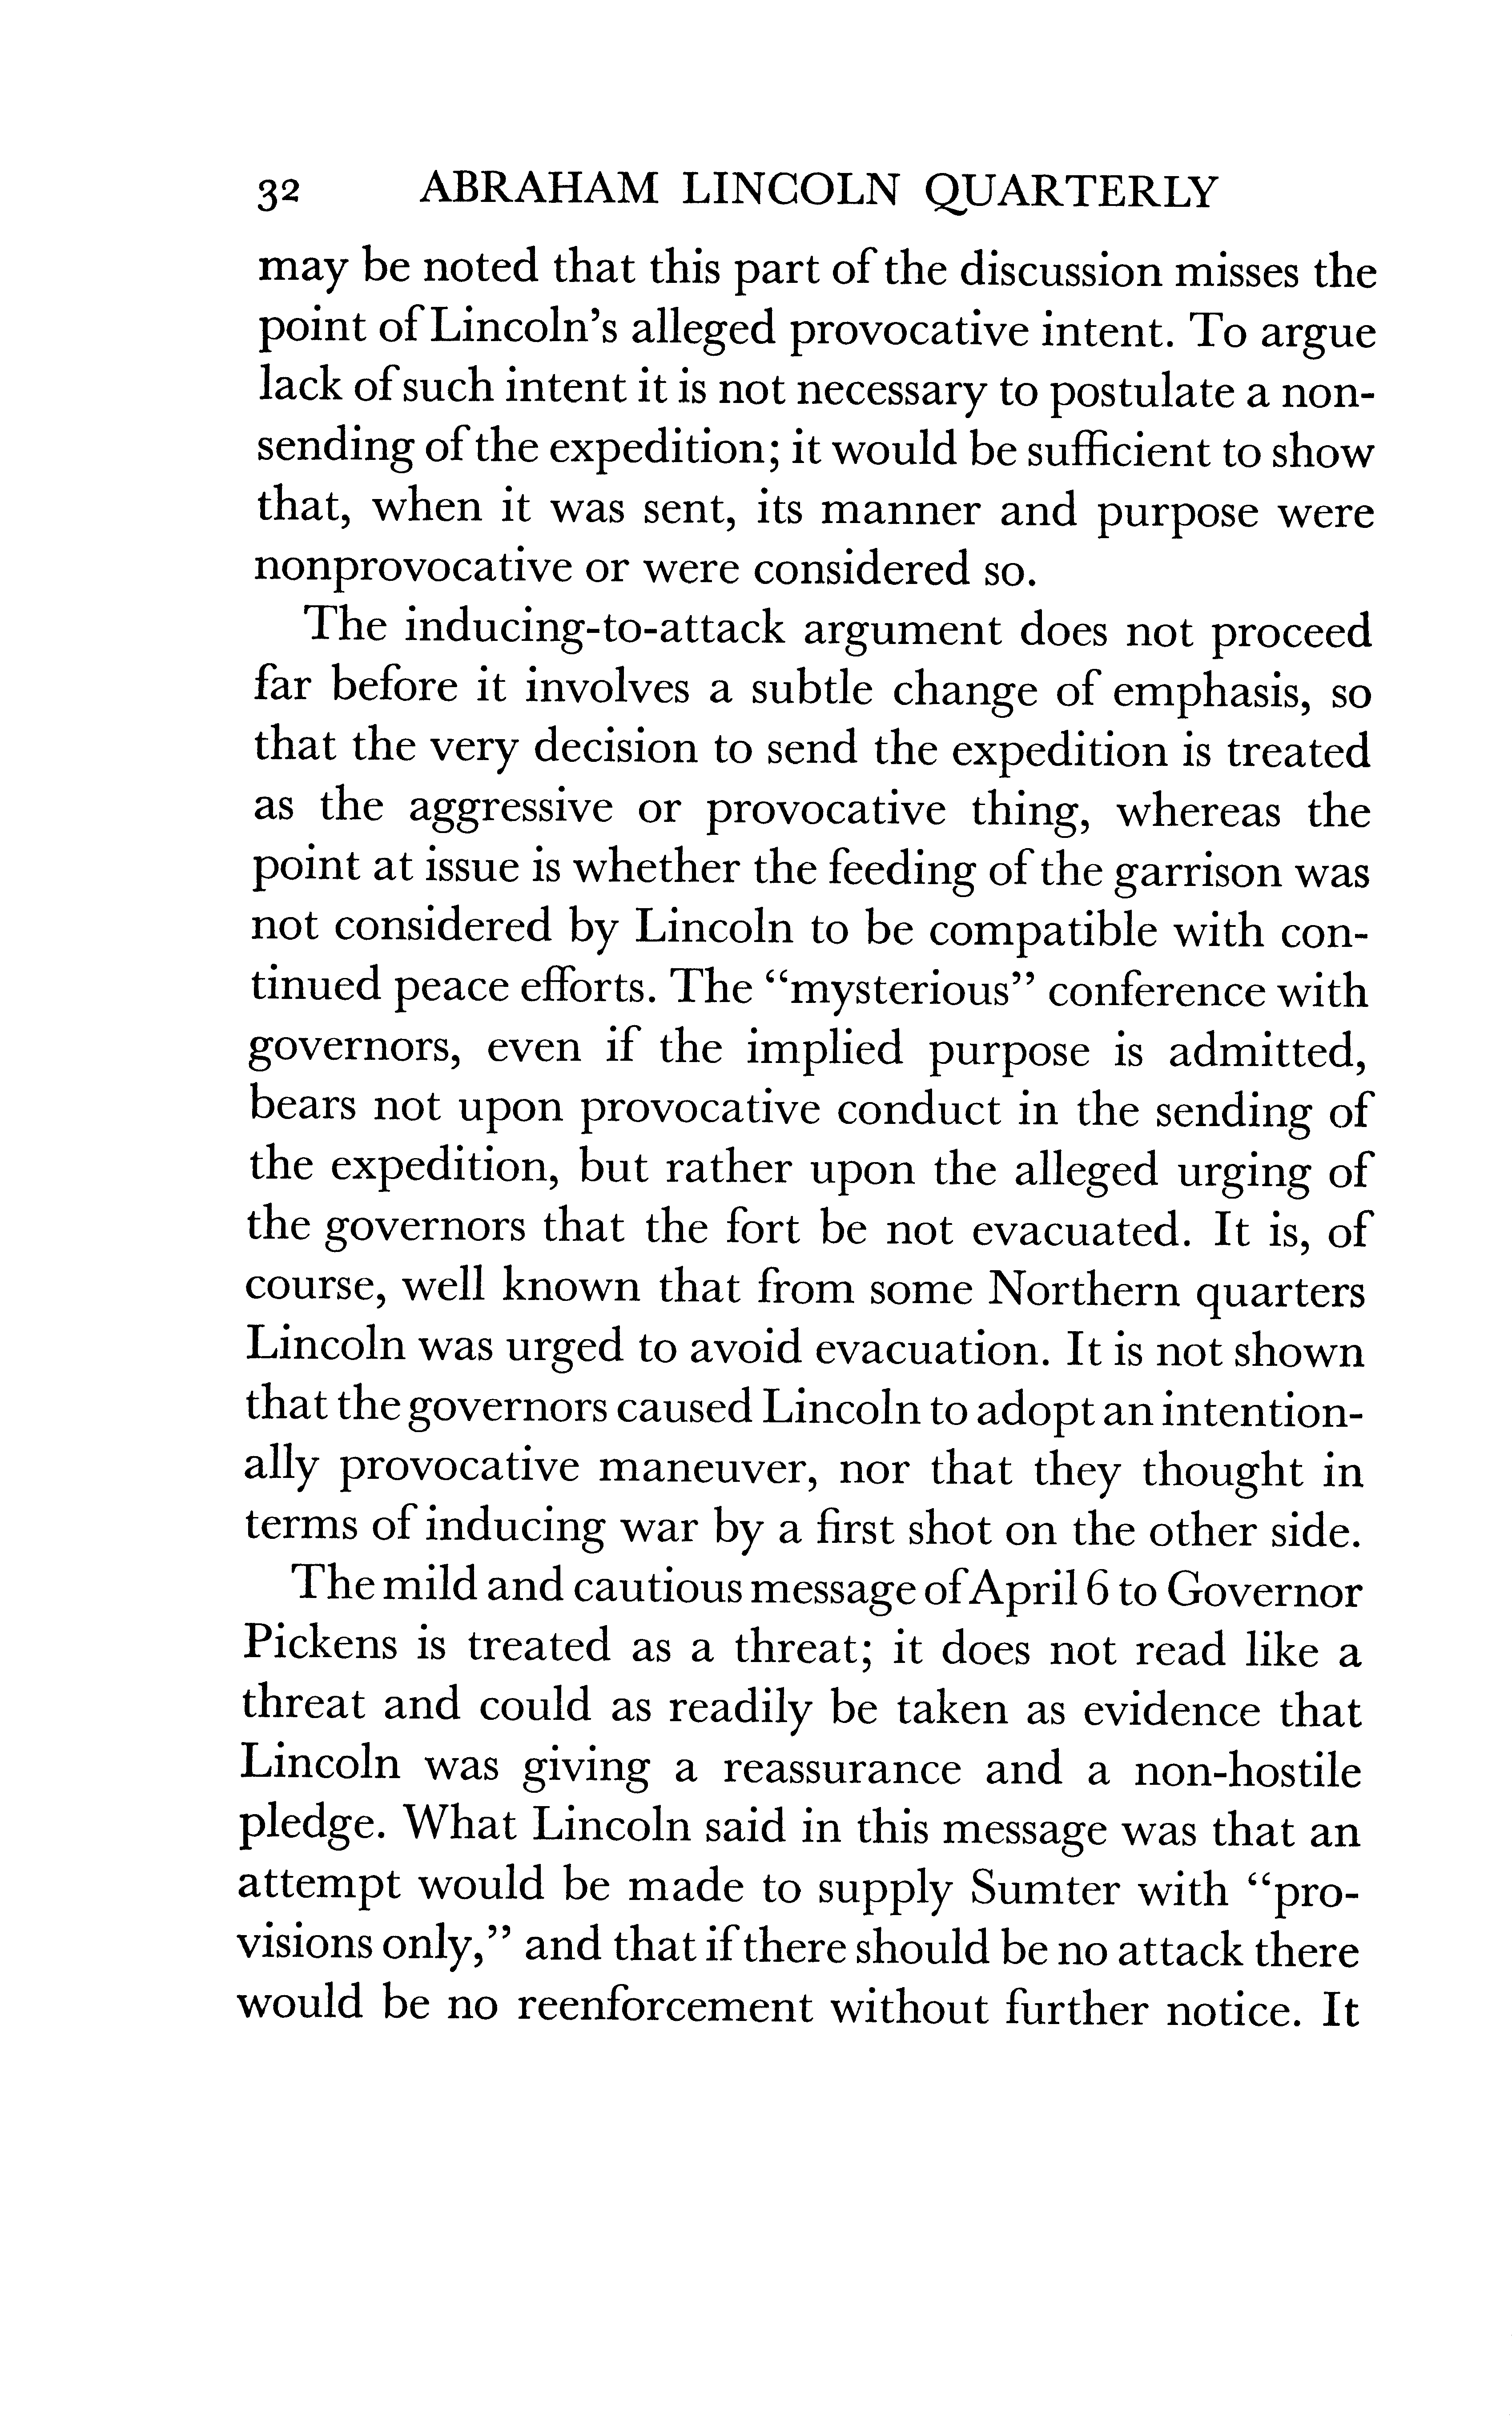 32 ABRAHAM LINCOLN QUARTERLY
may be noted that this part of the discussion misses the
point of Lincoln's alleged provocative intent. To argue
lack of such intent it is not necessary to postulate a non-
sending of the expedition; it would be sufficient to show
that, when it was sent, its manner and purpose were
nonprovocative or were considered so.
The inducing-to-attack argument does not proceed
far before it involves a subtle change of emphasis, so
that the very decision to send the expedition is treated
as the aggressive or provocative thing, whereas the
point at issue is whether the feeding of the garrison was
not considered by Lincoln to be compatible with con-
tinued peace efforts. The “mysterious” conference with
governors, even if the implied purpose is admitted,
bears not upon provocative conduct in the sending of
the expedition, but rather upon the alleged urging of
the governors that the fort be not evacuated. It is, of
course, well known that from some Northern quarters
Lincoln was urged to avoid evacuation. It is not shown
that the governors caused Lincoln to adopt an intention-
ally provocative maneuver, nor that they thought in
terms of inducing war by a first shot on the other side.
The mild and cautious message of April 6 to Governor
Pickens is treated as a threat; it does not read like a
threat and could as readily be taken as evidence that
Lincoln was giving a reassurance and a non-hostile
pledge. What Lincoln said in this message was that an
attempt would be made to supply Sumter with “pro-
visions only,” and that if there should be no attack there
would be no reenforcement without further notice. It